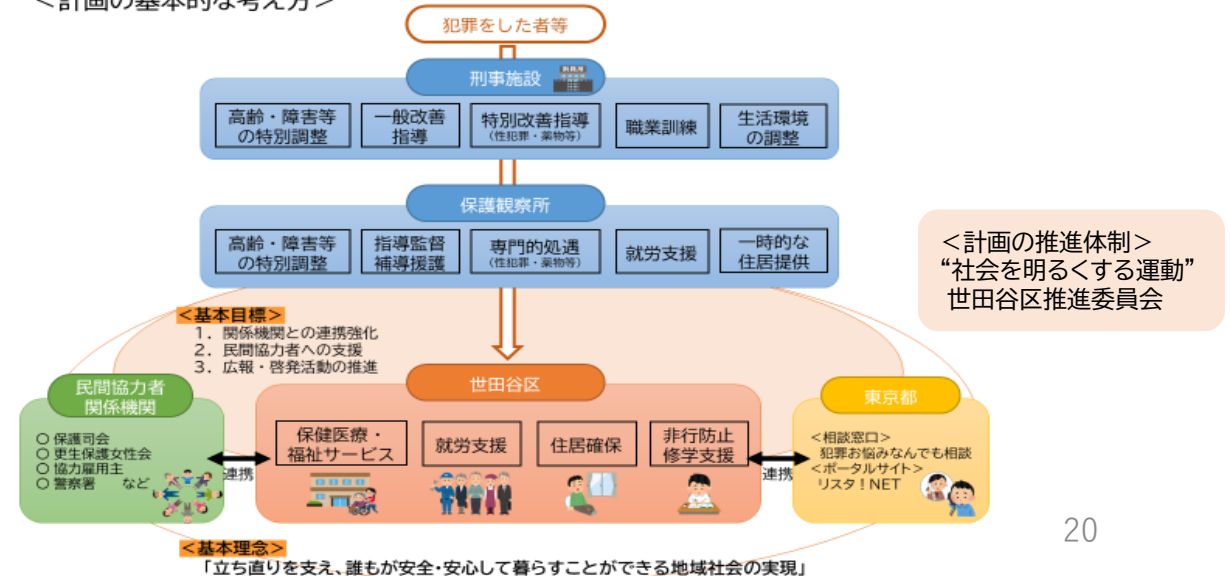 ＜計画の基本的な考え方＞
犯罪をした者等
刑事施設
高齢・障害等
の特別調整
一般改善
指導
特別改善指導
(性犯罪・薬物等)
職業訓練
生活環境
の調整
保護観察所
高齢・障害等
の特別調整
指導監督
補導援護
専門的処遇
(性犯罪・薬物等)
就労支援
一時的な
住居提供
＜計画の推進体制＞
“社会を明るくする運動”
世田谷区推進委員会
＜基本目標＞
１．関係機関との連携強化
２．民間協力者への支援
３．広報・啓発活動の推進
民間協力者
関係機関
○ 保護司会
○ 更生保護女性会
○ 協力雇用主
○ 警察署　など
連携
世田谷区
保健医療・
福祉サービス
就労支援
住居確保
非行防止
修学支援
連携
東京都
＜相談窓口＞
犯罪お悩みなんでも相談
＜ポータルサイト＞
リスタ！NET
＜基本理念＞
「立ち直りを支え、誰もが安全・安心して暮らすことができる地域社会の実現」
20